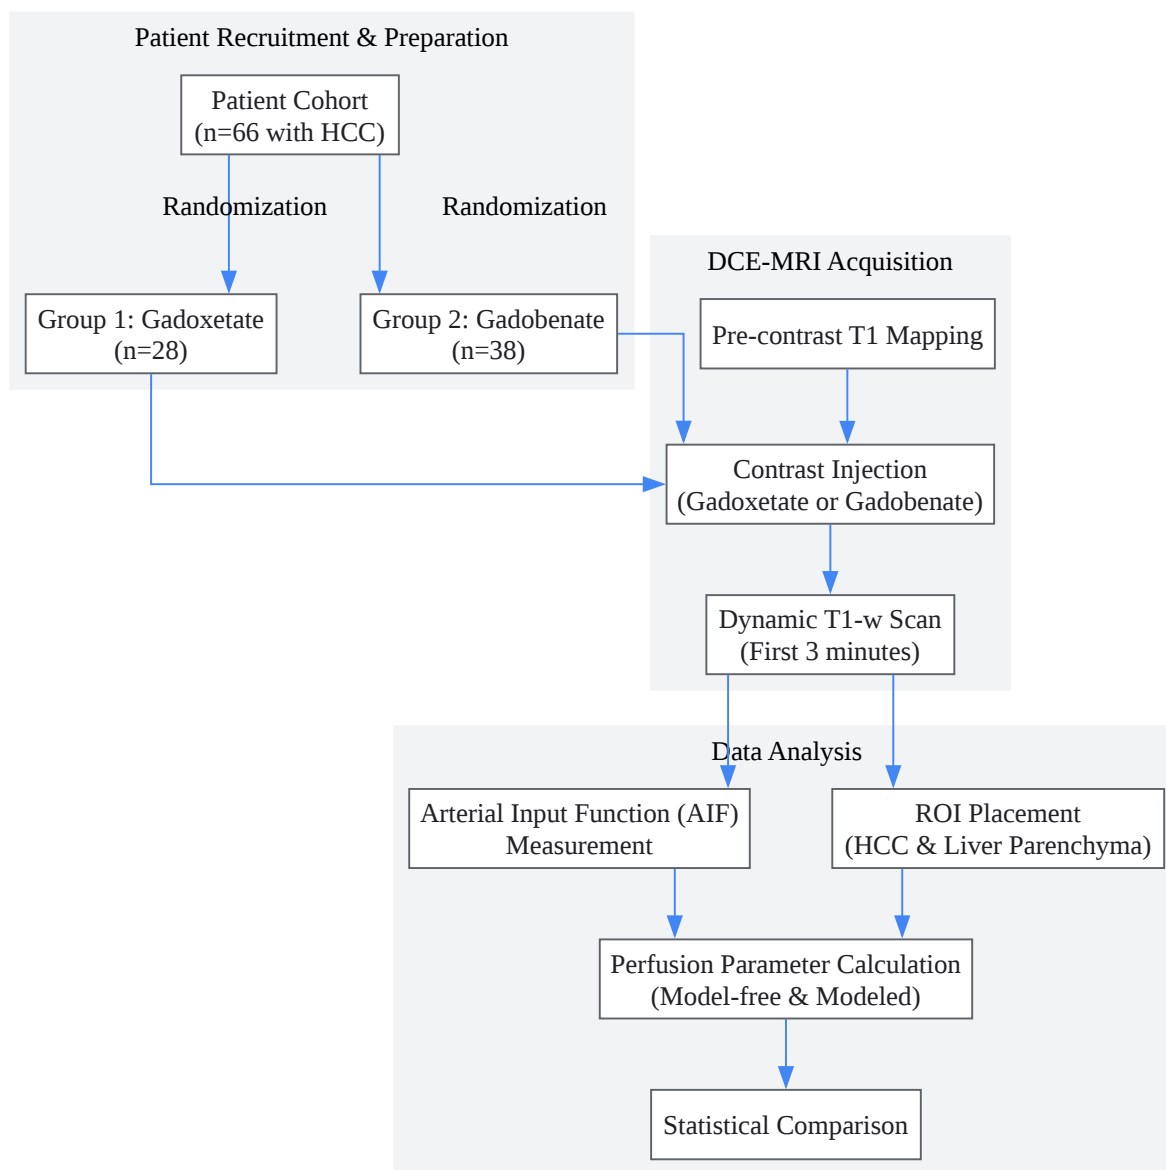 Patient Recruitment & Preparation
Patient Cohort
(n=66 with HCC)
Randomization
Randomization
Group 1: Gadoxetate
(n=28)
Group 2: Gadobenate
(n=38)
DCE-MRI Acquisition
Pre-contrast T1 Mapping
Contrast Injection
(Gadoxetate or Gadobenate)
Dynamic T1-w Scan
(First 3 minutes)
Data Analysis
Arterial Input Function (AIF)
Measurement
ROI Placement
(HCC & Liver Parenchyma)
Perfusion Parameter Calculation
(Model-free & Modeled)
Statistical Comparison